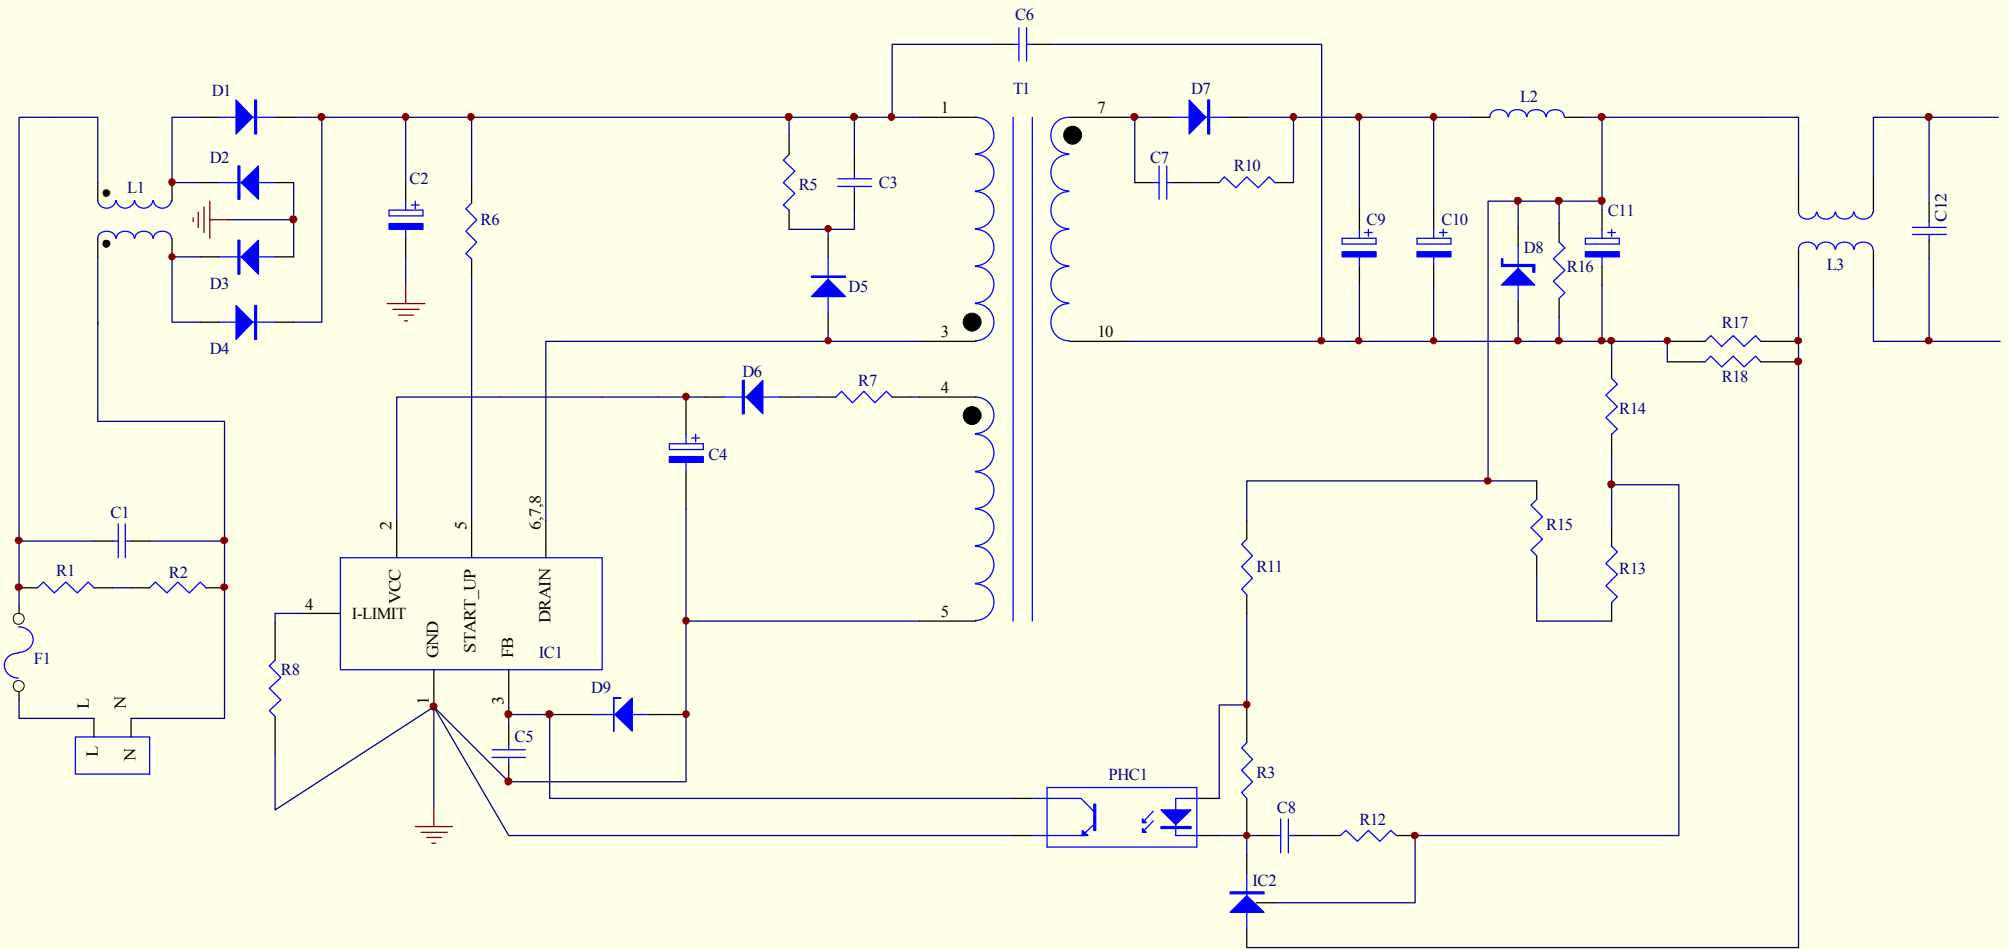 C6
T1
D1
D2
L1
D3
D4
C2
R6
R5
C3
D5
1
3
7
10
D7
C7
R10
L2
C9
C10
C11
D8
R16
L3
C12
R17
R18
R14
D6
R7
4
C4
5
C1
R1
R2
F1
L
N
L
N
2
5
6,7,8
4
I-LIMIT
VCC
START_UP
DRAIN
GND
FB
IC1
R8
1
3
D9
C5
R11
R15
R13
PHC1
R3
C8
R12
IC2